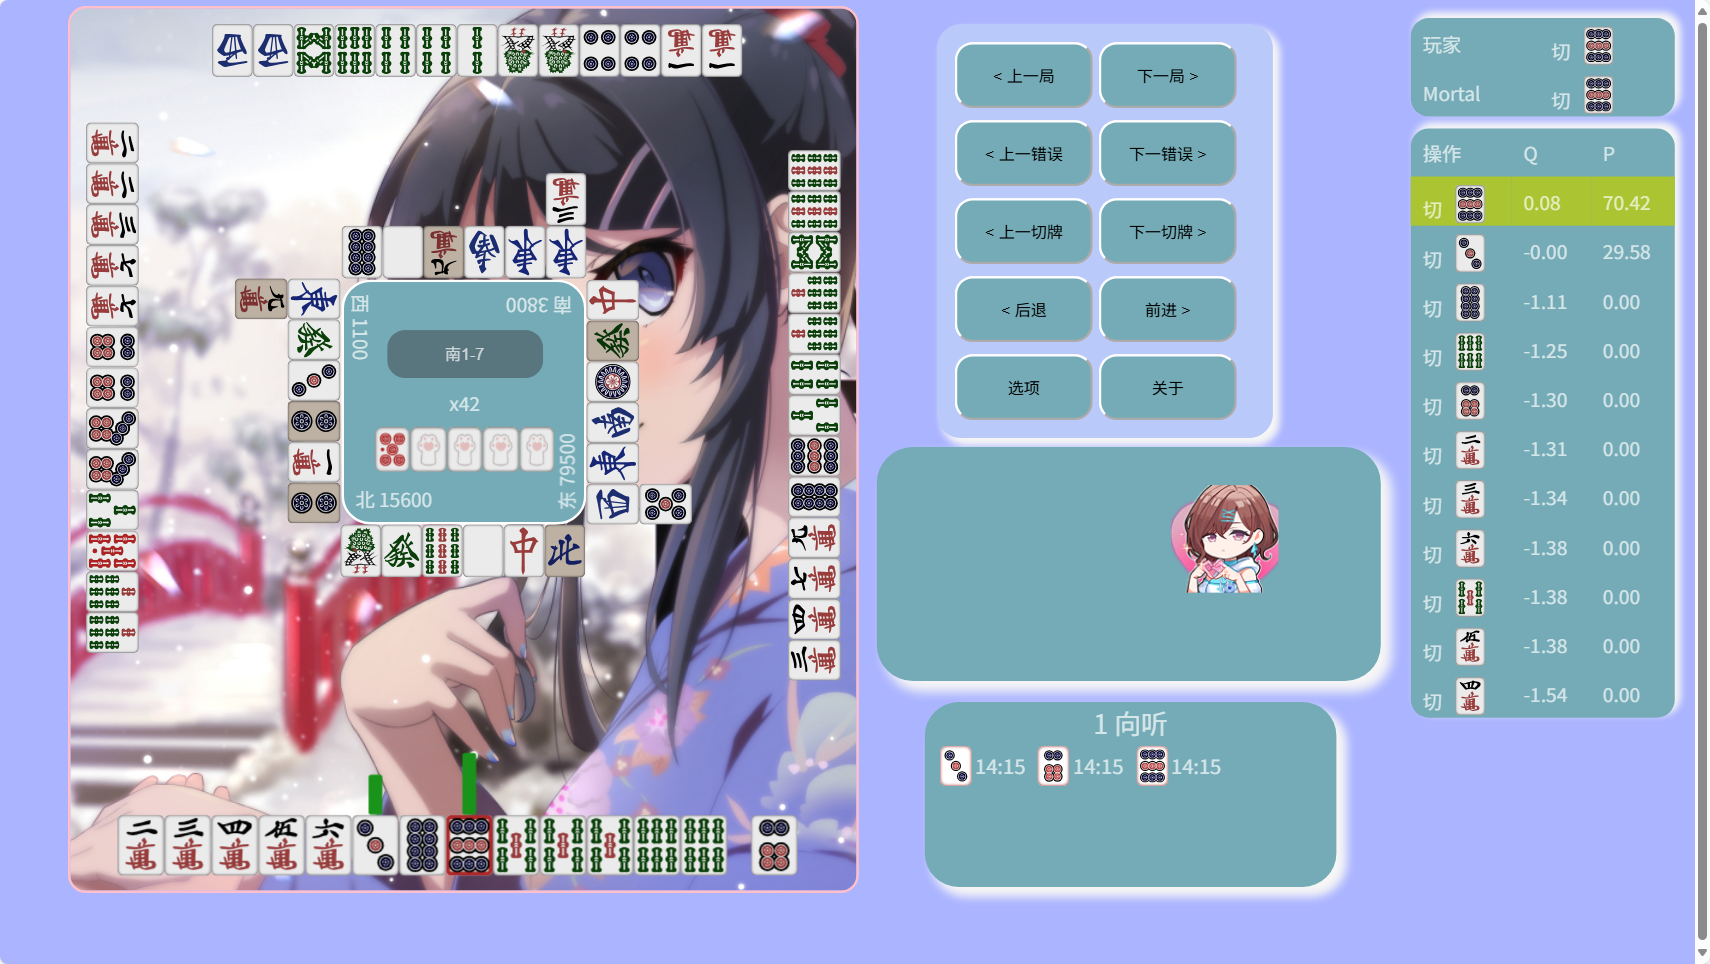 西 1100
南 3800
南1-7
x42
北 15600
东 79500
< 上一局
下一局 >
< 上一错误
下一错误 >
< 上一切牌
下一切牌 >
< 后退
前进 >
选项
关于
1 向听
14:15 14:15 14:15
玩家 切
Mortal 切
操作 Q P
切 0.08 70.42
切 -0.00 29.58
切 -1.11 0.00
切 -1.25 0.00
切 -1.30 0.00
切 -1.31 0.00
切 -1.34 0.00
切 -1.38 0.00
切 -1.38 0.00
切 -1.38 0.00
切 -1.54 0.00